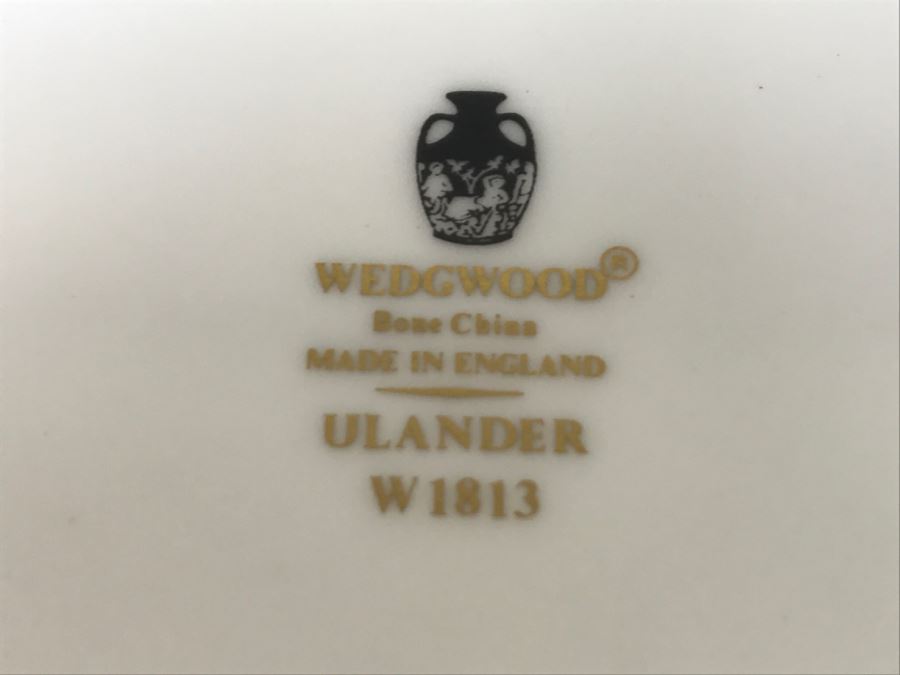 WEDGWOOD®
Bone China
MADE IN ENGLAND
ULANDER
W1813